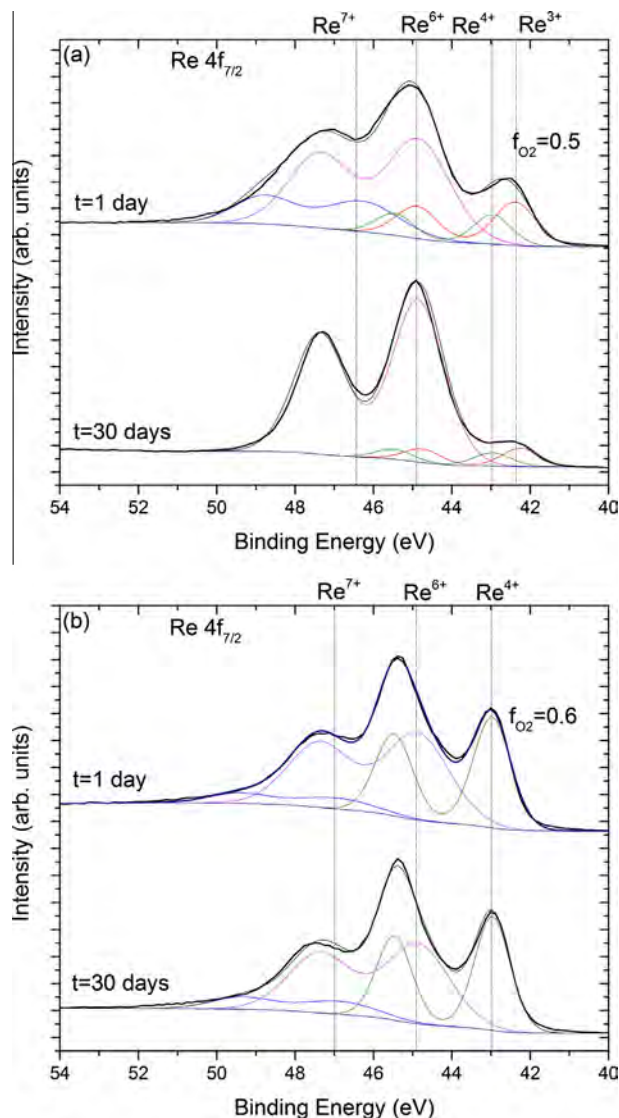 Re7+ Re6+ Re4+ Re3+
(a)
Re 4f7/2
fO2=0.5
t=1 day
t=30 days
Intensity (arb. units)
54 52 50 48 46 44 42 40
Binding Energy (eV)
Re7+ Re6+ Re4+
(b)
Re 4f7/2
fO2=0.6
t=1 day
t=30 days
Intensity (arb. units)
54 52 50 48 46 44 42 40
Binding Energy (eV)